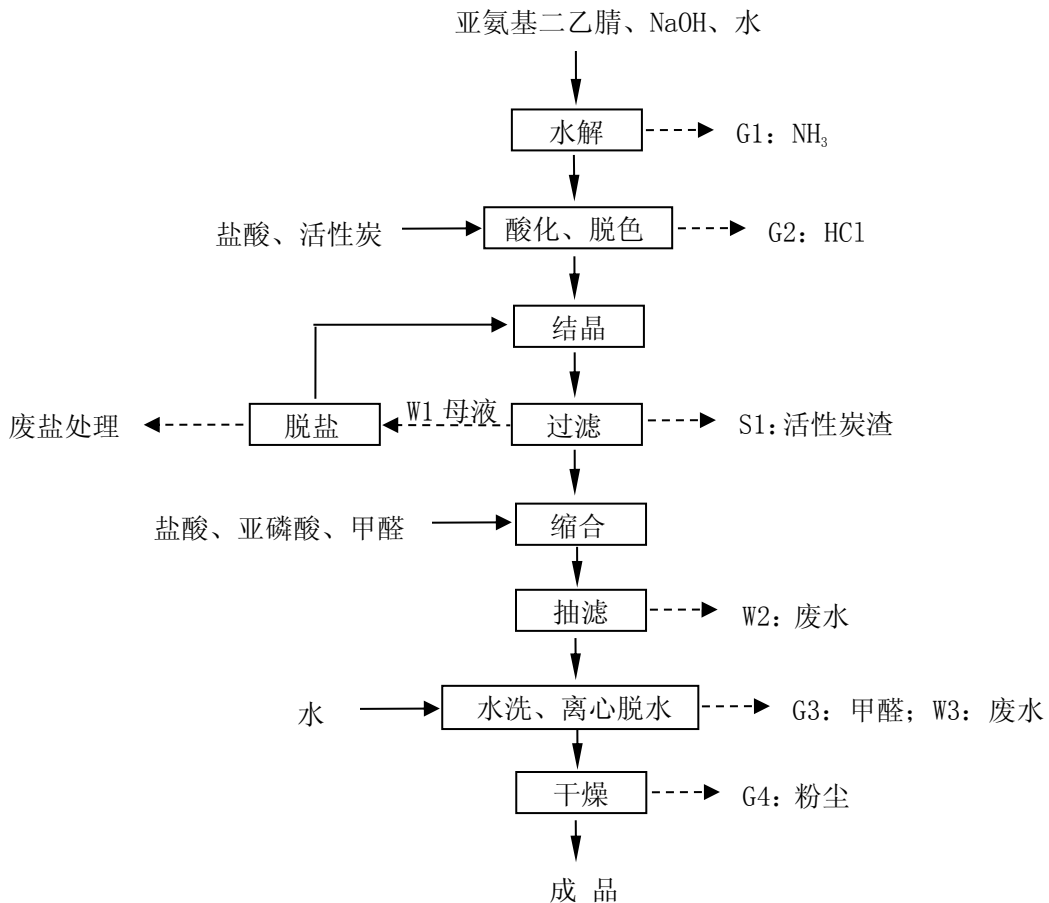 亚氨基二乙腈、NaOH、水
水解
G1：NH₃
盐酸、活性炭
酸化、脱色
G2：HCl
结晶
废盐处理
脱盐
W1 母液
过滤
S1：活性炭渣
盐酸、亚磷酸、甲醛
缩合
抽滤
W2：废水
水
水洗、离心脱水
G3：甲醛；W3：废水
干燥
G4：粉尘
成 品